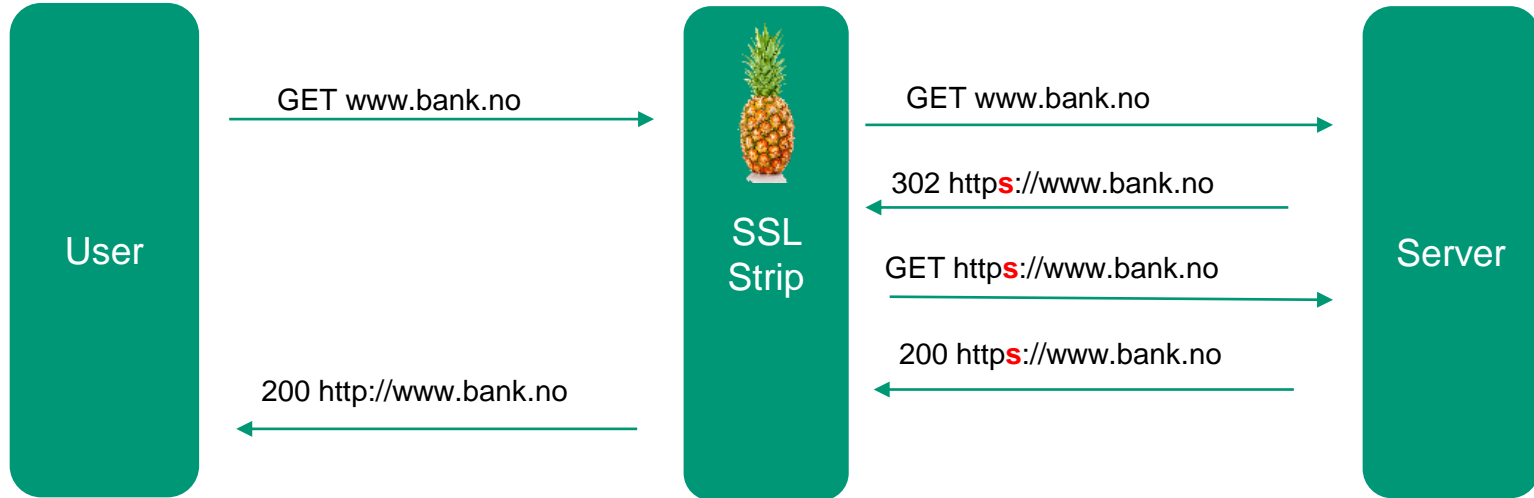 GET www.bank.no
GET www.bank.no
302 https://www.bank.no
User
SSL
Strip
GET https://www.bank.no
Server
200 https://www.bank.no
200 http://www.bank.no